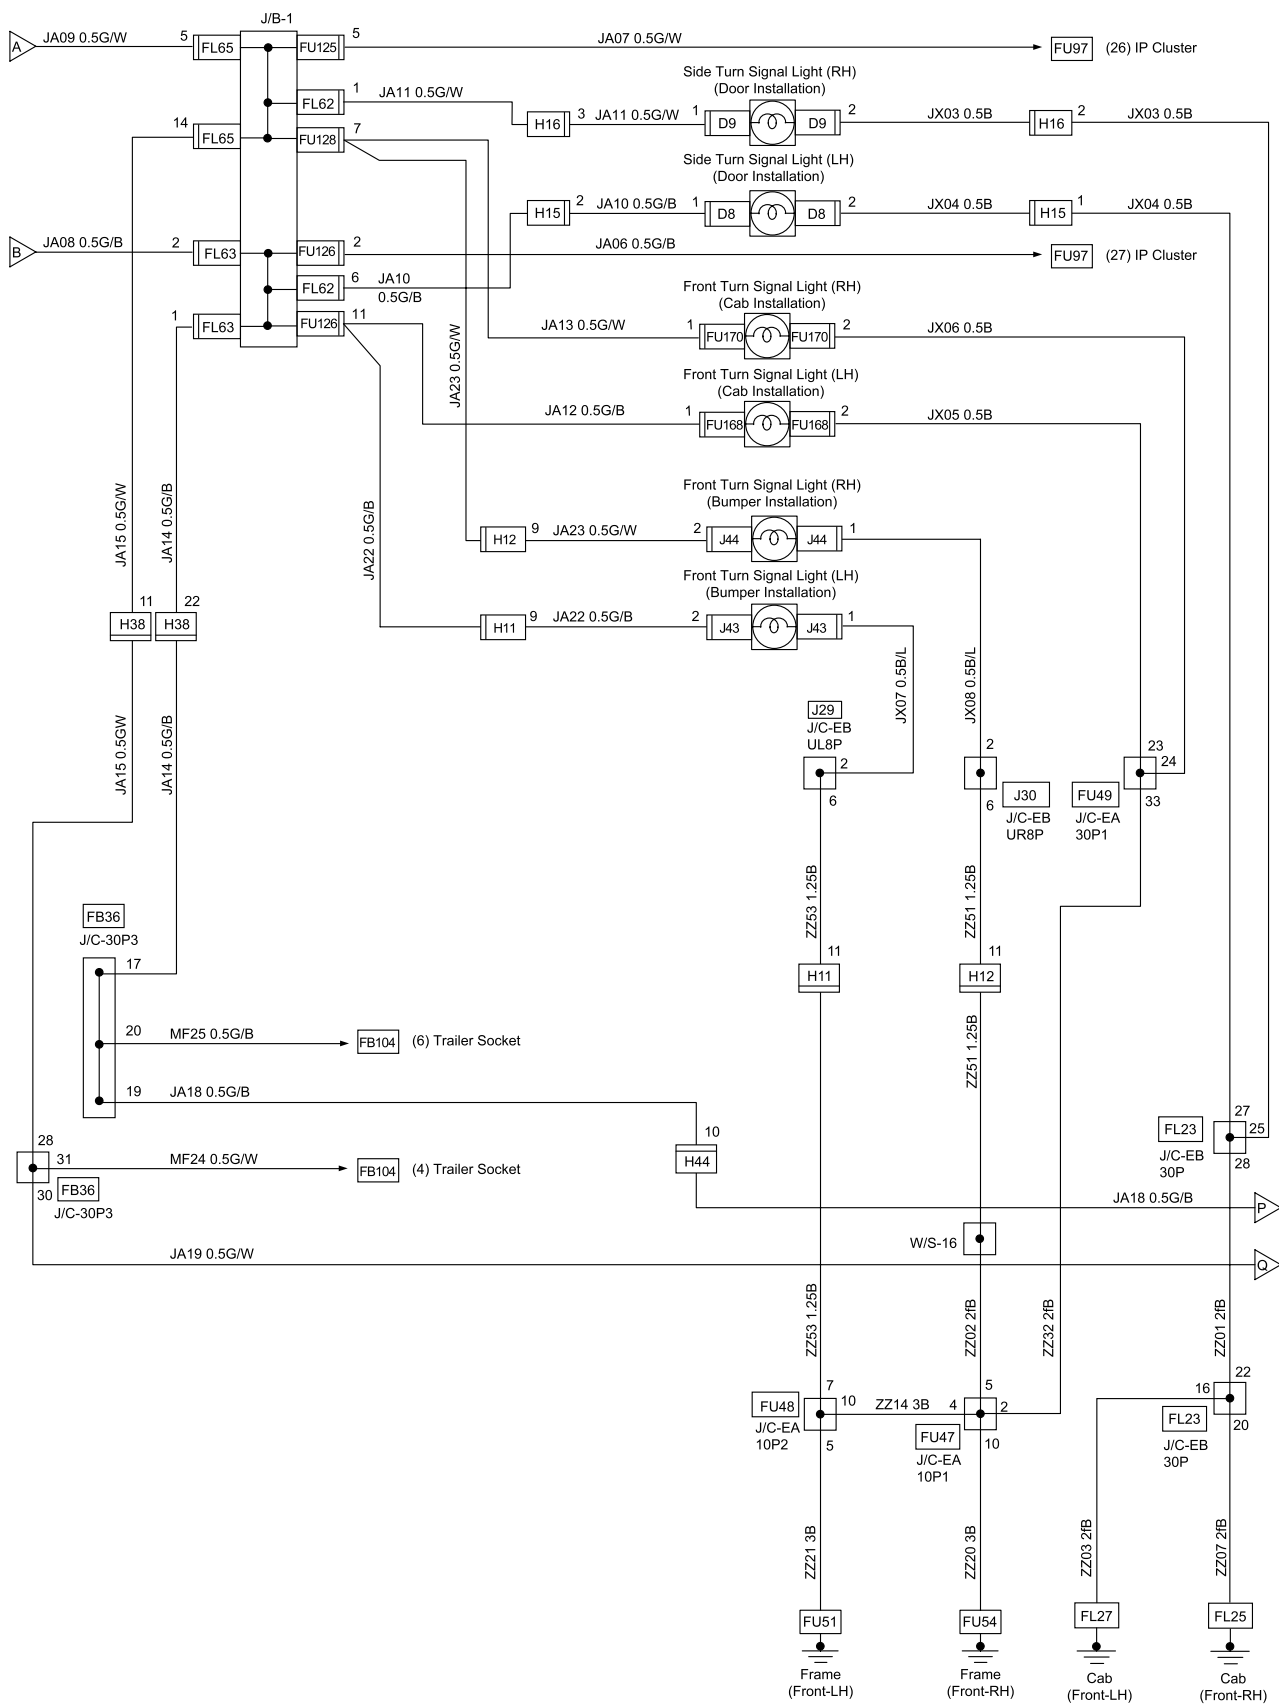 J/B-1
A
JA09 0.5G/W
5
FL65
FU125
5
JA07 0.5G/W
FU97
(26) IP Cluster
Side Turn Signal Light (RH)
(Door Installation)
FL62
1
JA11 0.5G/W
H16
3
JA11 0.5G/W
1
D9
D9
2
JX03 0.5B
H16
2
JX03 0.5B
14
FL65
FU128
7
Side Turn Signal Light (LH)
(Door Installation)
H15
2
JA10 0.5G/B
1
D8
D8
2
JX04 0.5B
H15
1
JX04 0.5B
B
JA08 0.5G/B
2
FL63
FU126
2
JA06 0.5G/B
FU97
(27) IP Cluster
FL62
6
JA10
0.5G/B
Front Turn Signal Light (RH)
(Cab Installation)
1
FL63
FU126
11
JA13 0.5G/W
1
FU170
FU170
2
JX06 0.5B
JA23 0.5G/W
Front Turn Signal Light (LH)
(Cab Installation)
JA12 0.5G/B
1
FU168
FU168
2
JX05 0.5B
JA15 0.5G/W
JA14 0.5G/B
JA22 0.5G/B
Front Turn Signal Light (RH)
(Bumper Installation)
H12
9
JA23 0.5G/W
2
J44
J44
1
Front Turn Signal Light (LH)
(Bumper Installation)
11
H38
22
H38
H11
9
JA22 0.5G/B
2
J43
J43
1
JX07 0.5B/L
JX08 0.5B/L
JA15 0.5GW
JA14 0.5G/B
J29
J/C-EB
UL8P
2
6
2
6
J30
J/C-EB
UR8P
23
24
33
FU49
J/C-EA
30P1
ZZ53 1.25B
ZZ51 1.25B
FB36
J/C-30P3
17
11
H11
11
H12
20
MF25 0.5G/B
FB104
(6) Trailer Socket
ZZ51 1.25B
19
JA18 0.5G/B
10
H44
27
25
28
FL23
J/C-EB
30P
28
31
30
MF24 0.5G/W
FB104
(4) Trailer Socket
FB36
J/C-30P3
JA18 0.5G/B
P
W/S-16
JA19 0.5G/W
Q
ZZ53 1.25B
ZZ02 2fB
ZZ32 2fB
ZZ01 2fB
FU48
J/C-EA
10P2
7
10
5
ZZ14 3B
4
5
2
10
FU47
J/C-EA
10P1
16
22
20
FL23
J/C-EB
30P
ZZ21 3B
ZZ20 3B
ZZ03 2fB
ZZ07 2fB
FU51
FU54
FL27
FL25
Frame
(Front-LH)
Frame
(Front-RH)
Cab
(Front-LH)
Cab
(Front-RH)